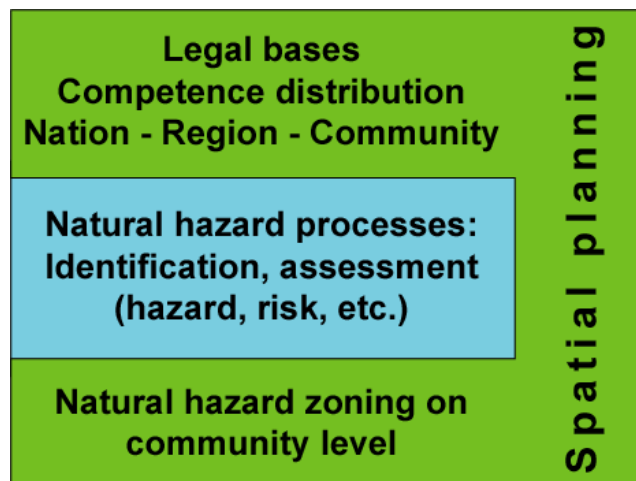 Legal bases
Competence distribution
Nation - Region - Community
Natural hazard processes:
Identification, assessment
(hazard, risk, etc.)
Natural hazard zoning on
community level
Spatial planning